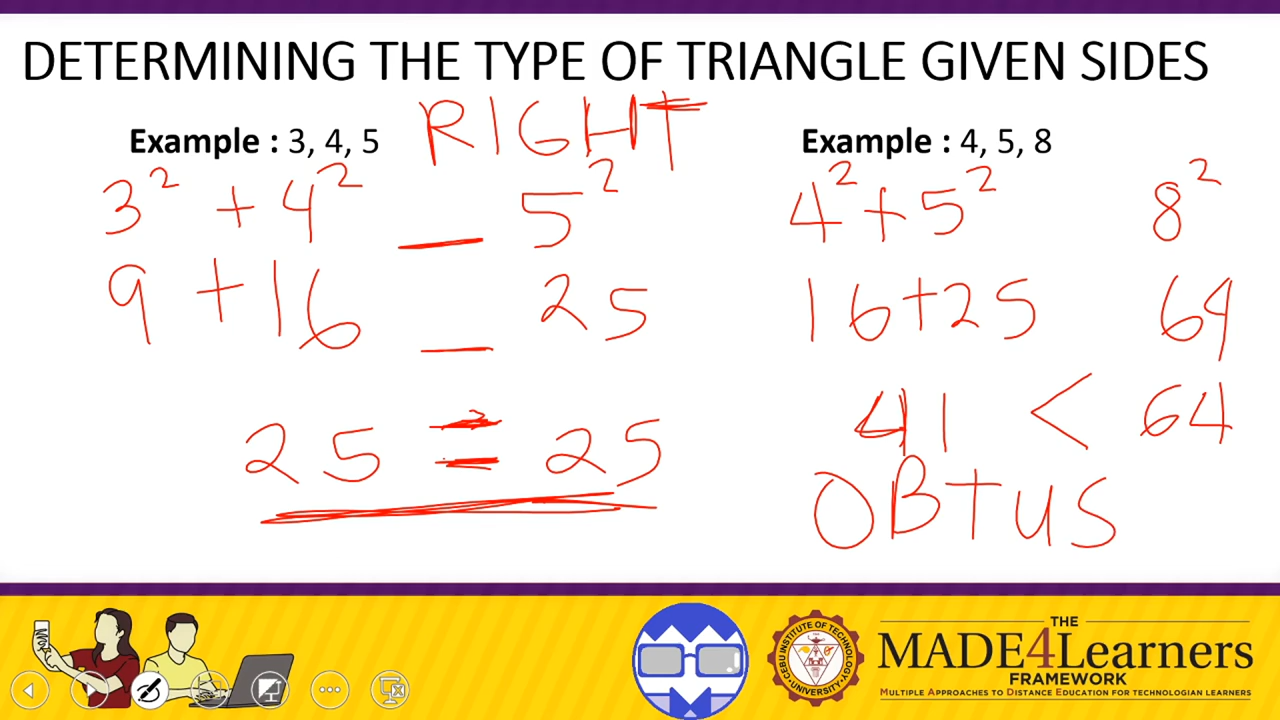 DETERMINING THE TYPE OF TRIANGLE GIVEN SIDES
Example : 3, 4, 5 RIGHT
3² + 4² _ 5²
9 + 16 _ 25
25 = 25
Example : 4, 5, 8
4² + 5² 8²
16+25 64
41 < 64
OBTUS
CEBU INSTITUTE OF TECHNOLOGY
UNIVERSITY
THE
MADE4Learners
FRAMEWORK
MULTIPLE APPROACHES TO DISTANCE EDUCATION FOR TECHNOLOGIAN LEARNERS